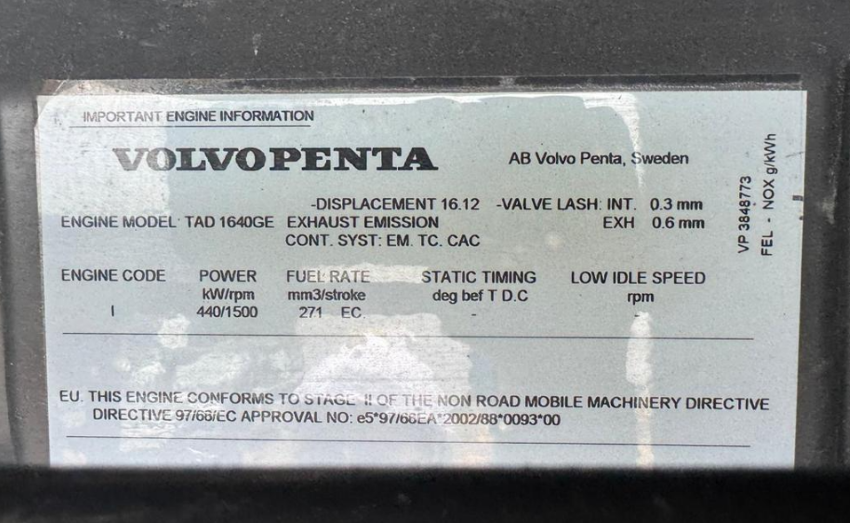 IMPORTANT ENGINE INFORMATION
VOLVO PENTA AB Volvo Penta, Sweden
-DISPLACEMENT 16.12 -VALVE LASH: INT. 0.3 mm
ENGINE MODEL: TAD 1640GE EXHAUST EMISSION EXH 0.6 mm
CONT. SYST: EM. TC. CAC
VP 3848773
FEL - NOX g/kWh
ENGINE CODE POWER FUEL RATE STATIC TIMING LOW IDLE SPEED
kW/rpm mm3/stroke deg bef T D.C rpm
I 440/1500 271 EC. - -
EU. THIS ENGINE CONFORMS TO STAGE II OF THE NON ROAD MOBILE MACHINERY DIRECTIVE
DIRECTIVE 97/68/EC APPROVAL NO: e5*97/68EA*2002/88*0093*00